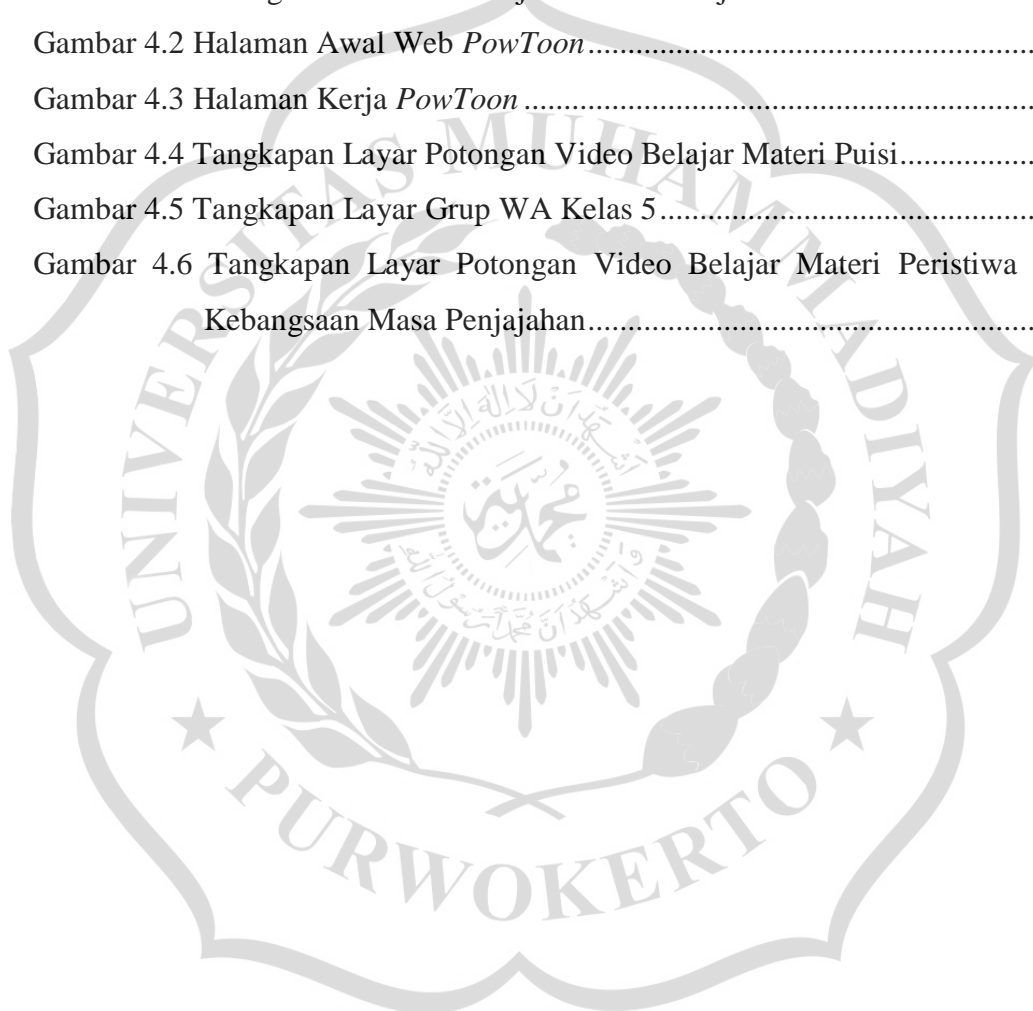 Gambar 4.2 Halaman Awal Web PowToon
Gambar 4.3 Halaman Kerja PowToon
Gambar 4.4 Tangkapan Layar Potongan Video Belajar Materi Puisi
Gambar 4.5 Tangkapan Layar Grup WA Kelas 5
Gambar 4.6 Tangkapan Layar Potongan Video Belajar Materi Peristiwa
Kebangsaan Masa Penjajahan
UNIVERSITAS MUHAMMADIYAH
PURWOKERTO